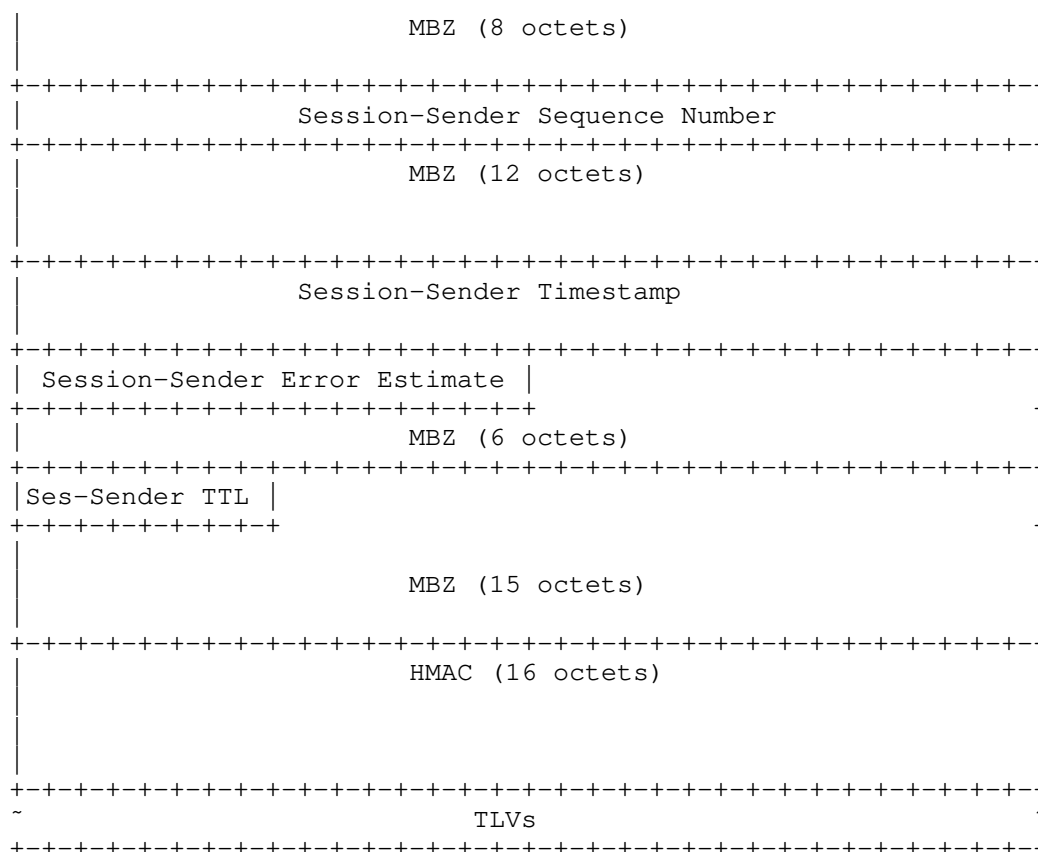 MBZ (8 octets)
Session-Sender Sequence Number
MBZ (12 octets)
Session-Sender Timestamp
Session-Sender Error Estimate
MBZ (6 octets)
Ses-Sender TTL
MBZ (15 octets)
HMAC (16 octets)
TLVs